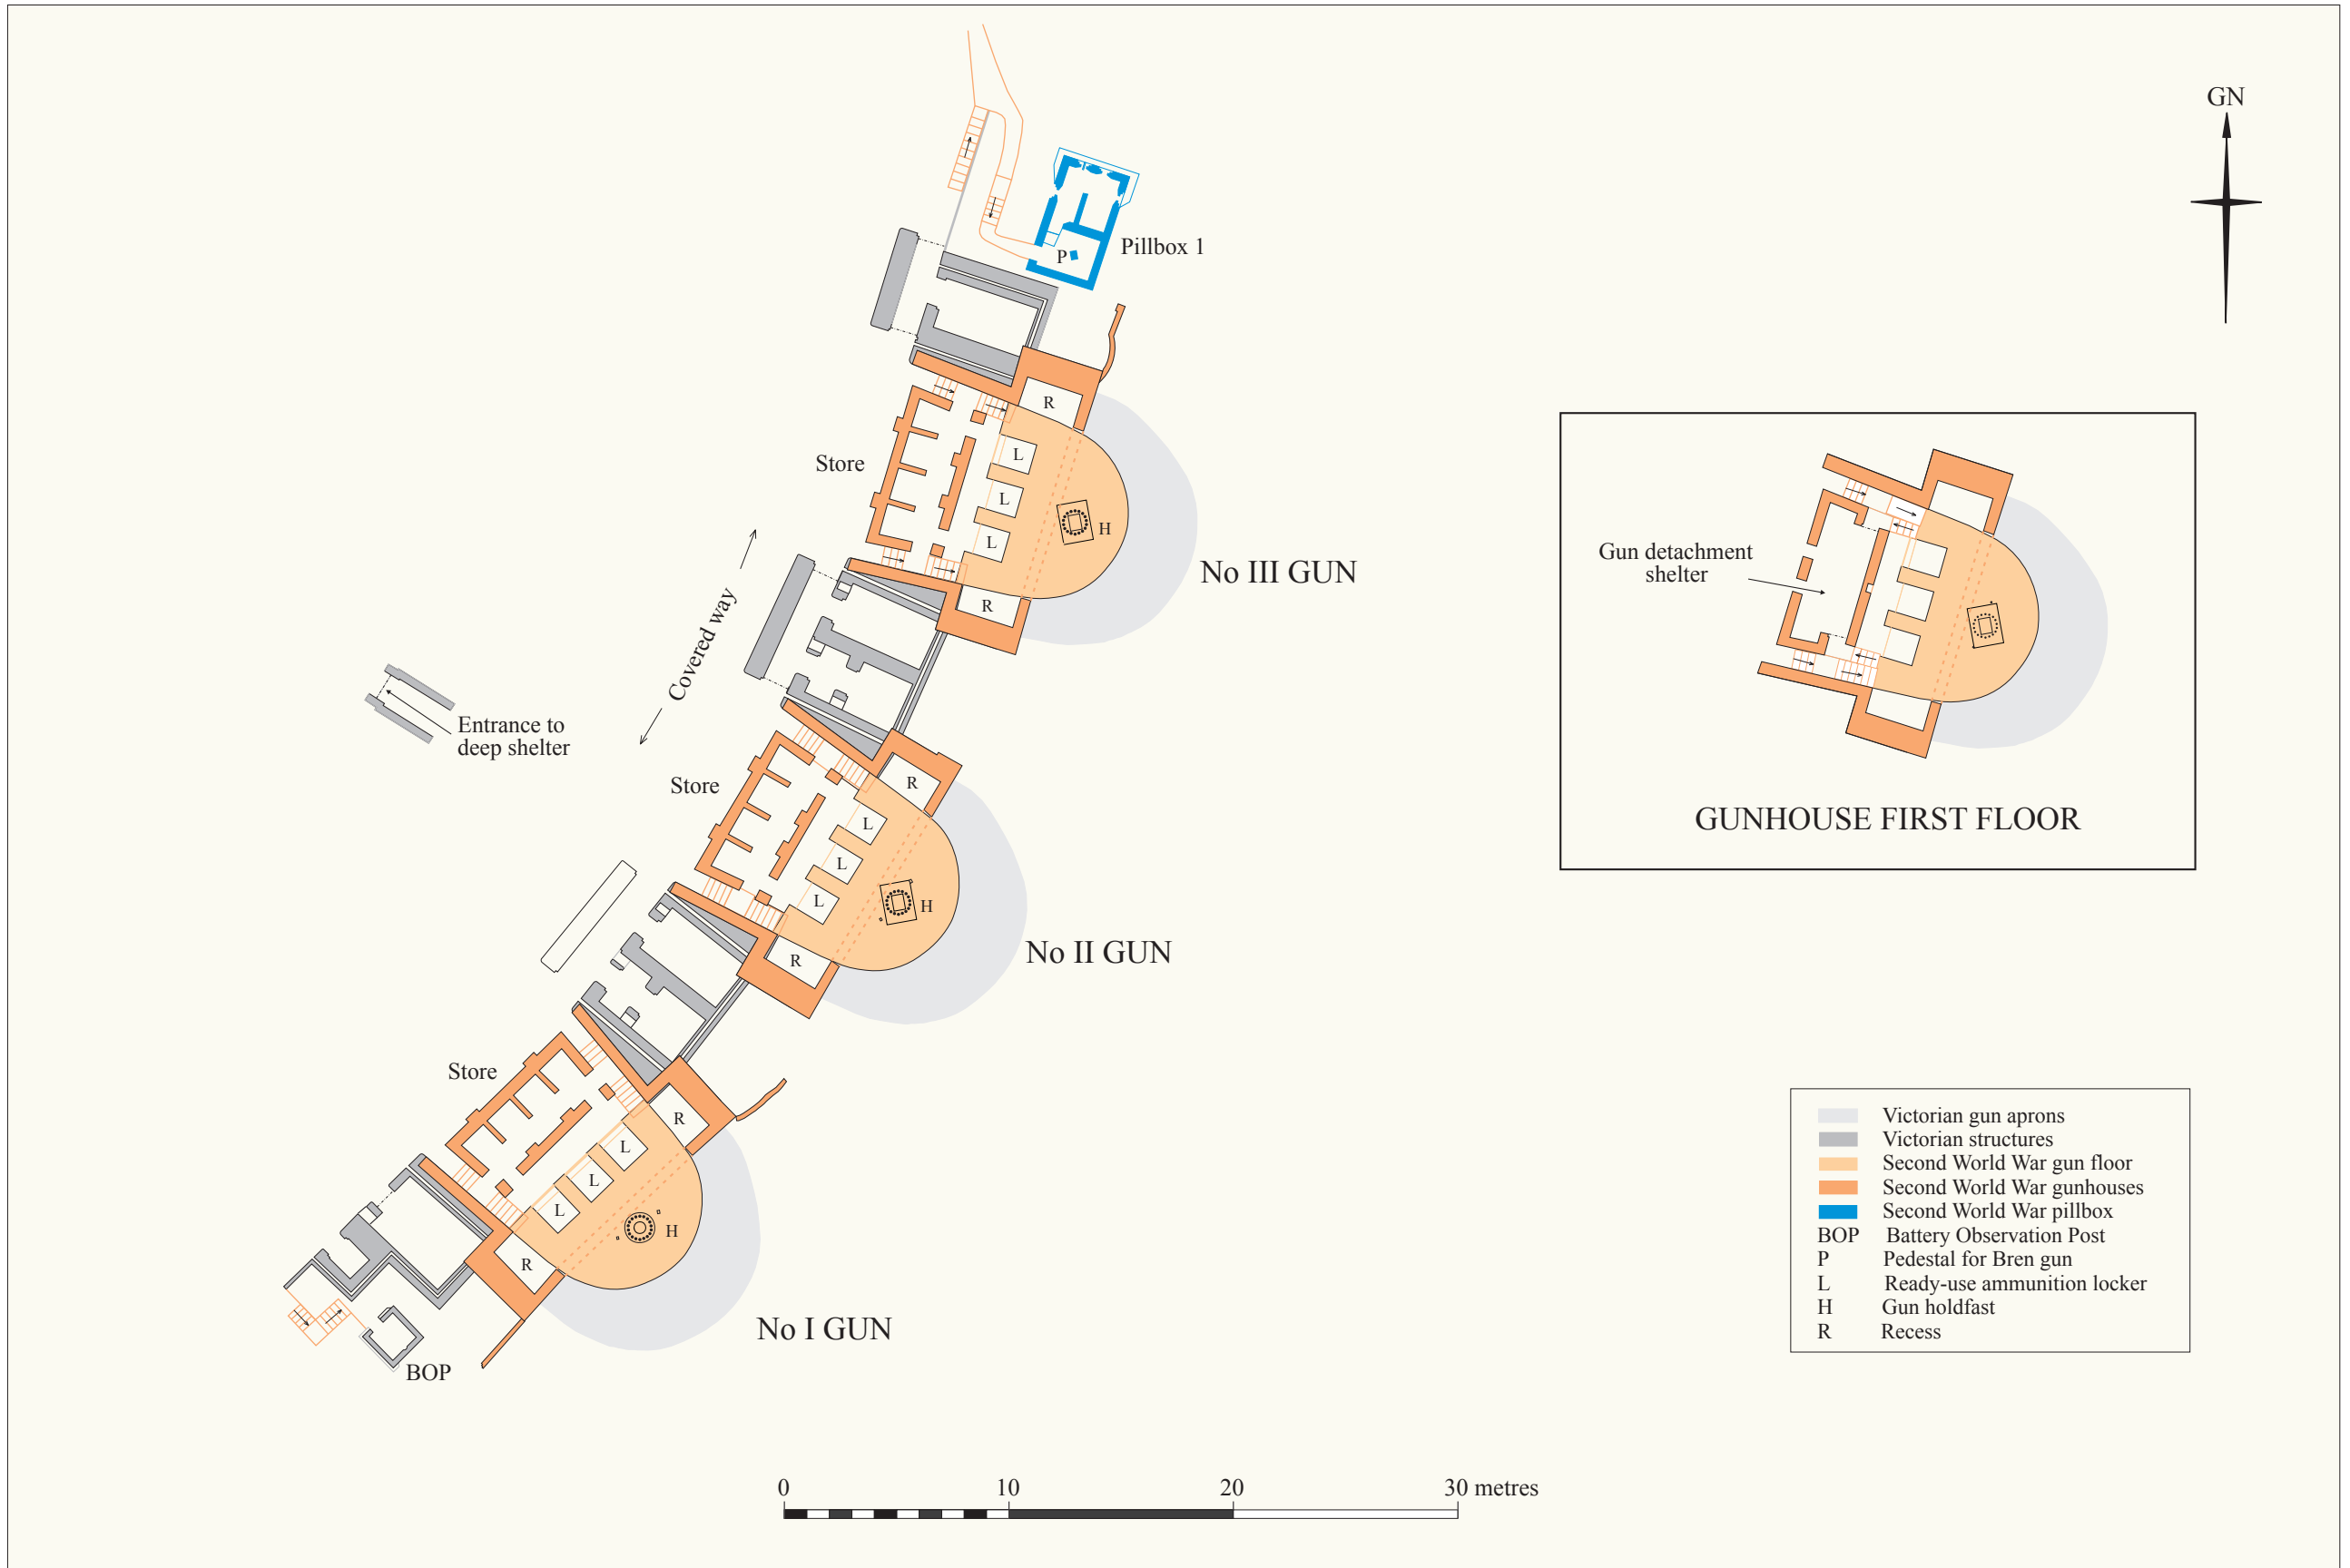 GN
Pillbox 1
P
R
Store
L
L
L
H
No III GUN
R
Gun detachment
shelter
GUNHOUSE FIRST FLOOR
Covered way
Entrance to
deep shelter
Store
R
L
L
L
H
No II GUN
R
Store
R
L
L
L
H
R
No I GUN
BOP
Victorian gun aprons
Victorian structures
Second World War gun floor
Second World War gunhouses
Second World War pillbox
BOP Battery Observation Post
P Pedestal for Bren gun
L Ready-use ammunition locker
H Gun holdfast
R Recess
0 10 20 30 metres